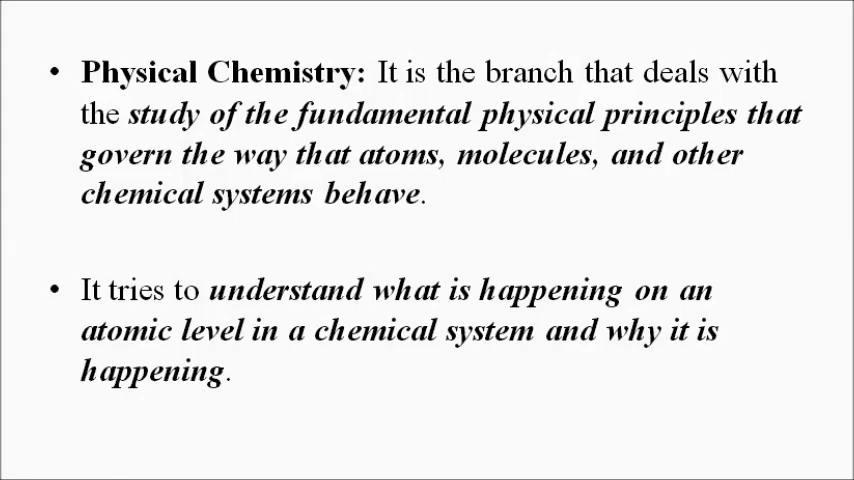 • Physical Chemistry: It is the branch that deals with
the study of the fundamental physical principles that
govern the way that atoms, molecules, and other
chemical systems behave.
• It tries to understand what is happening on an
atomic level in a chemical system and why it is
happening.